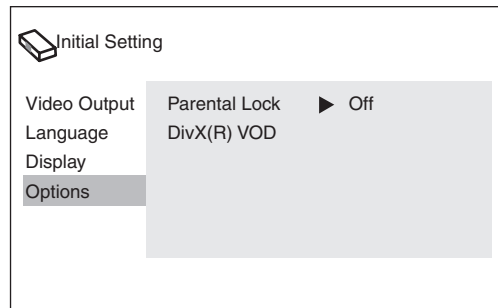 Initial Setting
Video Output
Parental Lock ▶ Off
Language
DivX(R) VOD
Display
Options